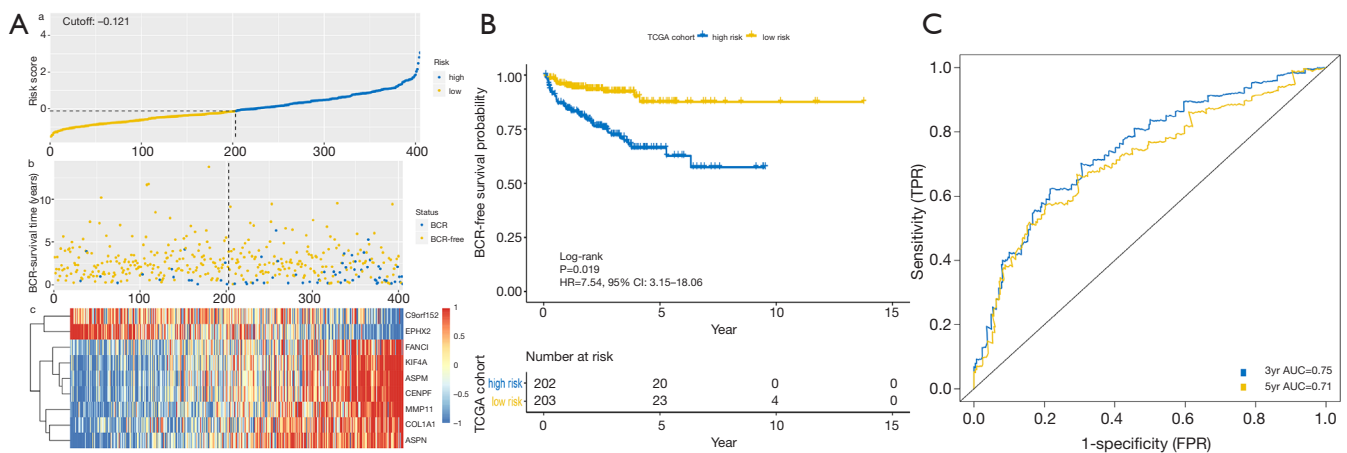 A
a
Cutoff: −0.121
Risk score
4
2
0
0
100
200
300
400
Risk
high
low
b
BCR-survival time (years)
10
5
0
0
100
200
300
400
Status
BCR
BCR-free
c
C9orf152
EPHX2
FANCI
KIF4A
ASPM
CENPF
MMP11
COL1A1
ASPN
1
0.5
0
−0.5
−1
B
TCGA cohort high risk low risk
BCR-free survival probability
1.00
0.75
0.50
0.25
0.00
Log-rank
P=0.019
HR=7.54, 95% CI: 3.15–18.06
0 5 10 15
Year
Number at risk
TCGA cohort
high risk 202 20 0 0
low risk 203 23 4 0
0 5 10 15
Year
C
Sensitivity (TPR)
1.0
0.8
0.6
0.4
0.2
0.0
3yr AUC=0.75
5yr AUC=0.71
0.0 0.2 0.4 0.6 0.8 1.0
1-specificity (FPR)